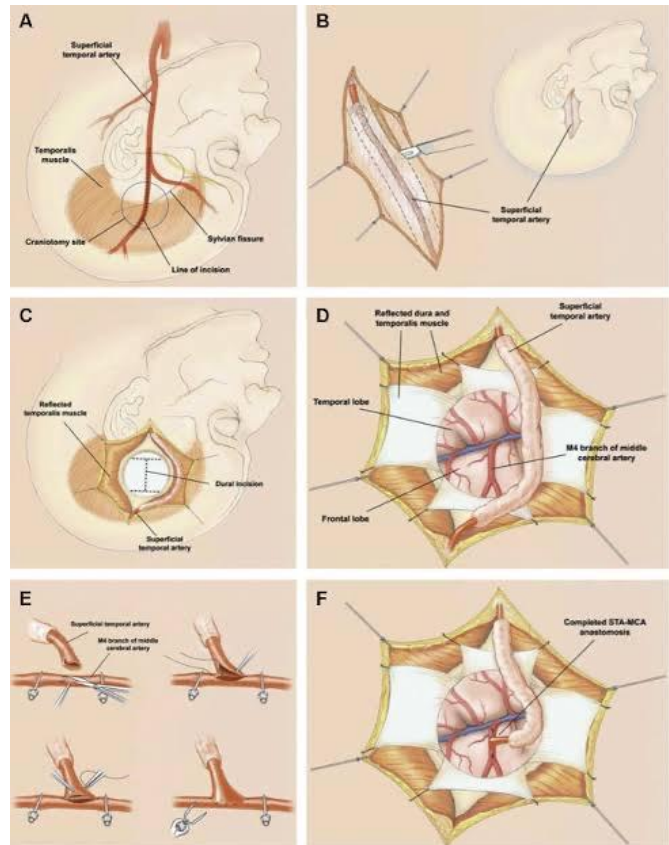 A
Superficial
temporal artery
Temporalis
muscle
Craniotomy site
Sylvian fissure
Line of incision
B
Superficial
temporal artery
C
Reflected
temporalis muscle
Dural incision
Superficial
temporal artery
D
Reflected dura and
temporalis muscle
Superficial
temporal artery
Temporal lobe
M4 branch of middle
cerebral artery
Frontal lobe
E
Superficial temporal artery
M4 branch of middle
cerebral artery
F
Completed STA-MCA
anastomosis